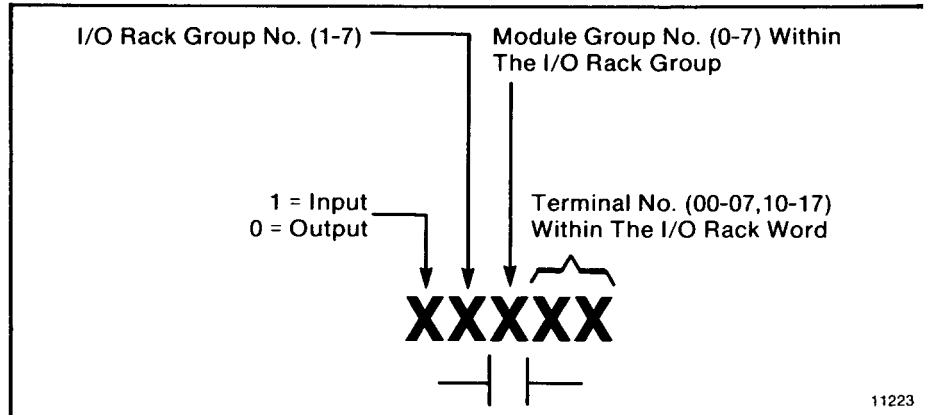 I/O Rack Group No. (1-7)
Module Group No. (0-7) Within
The I/O Rack Group
1 = Input
0 = Output
Terminal No. (00-07,10-17)
Within The I/O Rack Word
XXXXX
11223